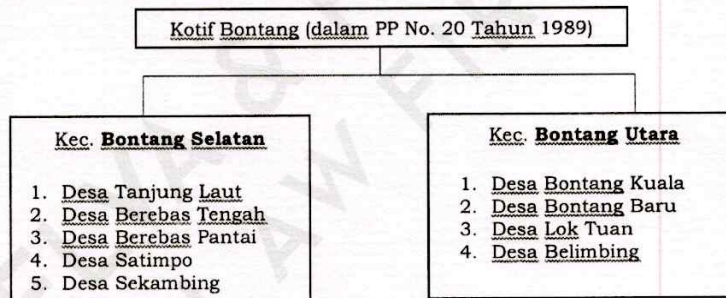 Kotif Bontang (dalam PP No. 20 Tahun 1989)
Kec. Bontang Selatan
1. Desa Tanjung Laut
2. Desa Berebas Tengah
3. Desa Berebas Pantai
4. Desa Satimpo
5. Desa Sekambing
Kec. Bontang Utara
1. Desa Bontang Kuala
2. Desa Bontang Baru
3. Desa Lok Tuan
4. Desa Belimbing